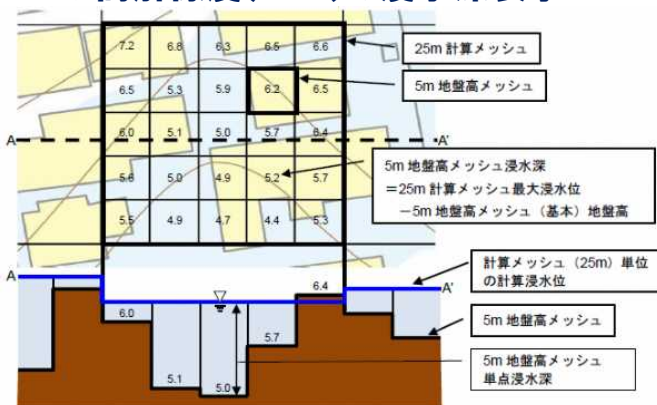 7.2 6.8 6.3 6.5 6.6
25m 計算メッシュ
5m 地盤高メッシュ
6.5 5.3 5.9 6.2 6.5
6.0 5.1 5.0 5.7 6.4
A A'
5m 地盤高メッシュ浸水深
＝25m 計算メッシュ最大浸水位
－5m 地盤高メッシュ（基本）地盤高
5.6 5.0 4.9 5.2 5.7
5.5 4.9 4.7 4.4 5.3
A A'
計算メッシュ（25m）単位
の計算浸水位
6.4
6.0
5.7
5.1
5.0
5m 地盤高メッシュ
5m 地盤高メッシュ
単点浸水深